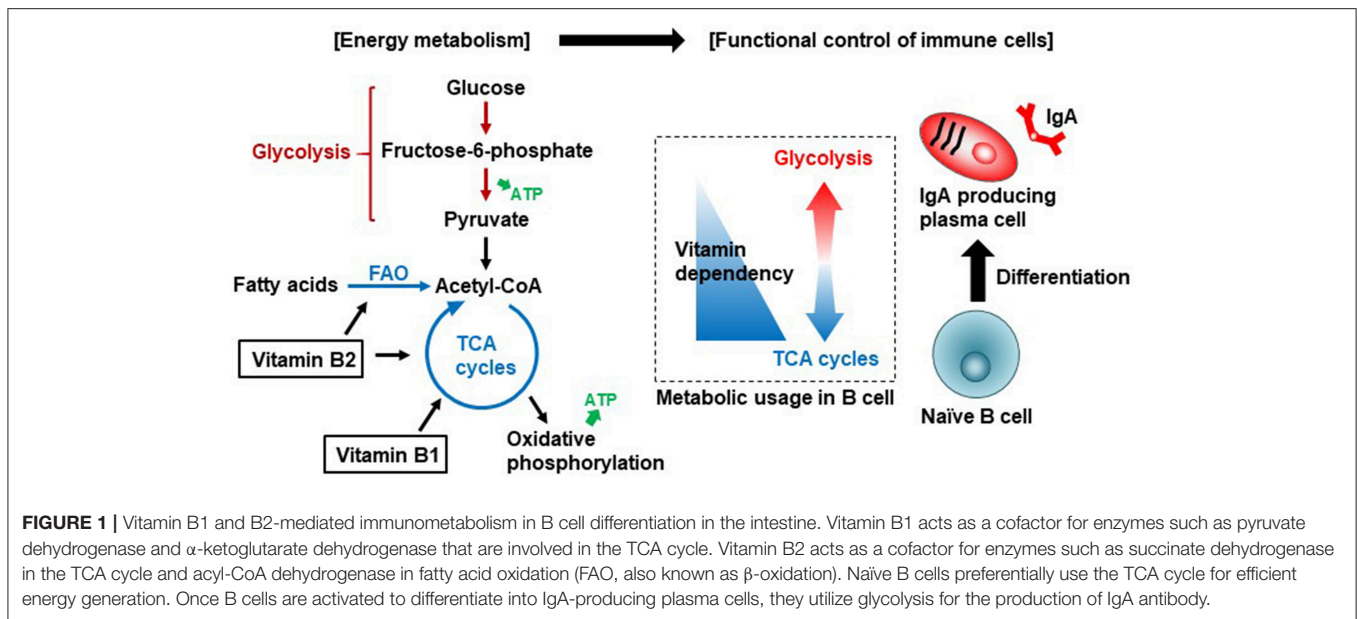 [Energy metabolism]
[Functional control of immune cells]
Glucose
Glycolysis
Fructose-6-phosphate
ATP
Pyruvate
Fatty acids
FAO
Acetyl-CoA
Vitamin B2
TCA
cycles
Vitamin B1
ATP
Oxidative
phosphorylation
Glycolysis
Vitamin
dependency
TCA cycles
Metabolic usage in B cell
IgA
IgA producing
plasma cell
Differentiation
Naïve B cell
FIGURE 1 | Vitamin B1 and B2-mediated immunometabolism in B cell differentiation in the intestine. Vitamin B1 acts as a cofactor for enzymes such as pyruvate
dehydrogenase and α-ketoglutarate dehydrogenase that are involved in the TCA cycle. Vitamin B2 acts as a cofactor for enzymes such as succinate dehydrogenase
in the TCA cycle and acyl-CoA dehydrogenase in fatty acid oxidation (FAO, also known as β-oxidation). Naïve B cells preferentially use the TCA cycle for efficient
energy generation. Once B cells are activated to differentiate into IgA-producing plasma cells, they utilize glycolysis for the production of IgA antibody.